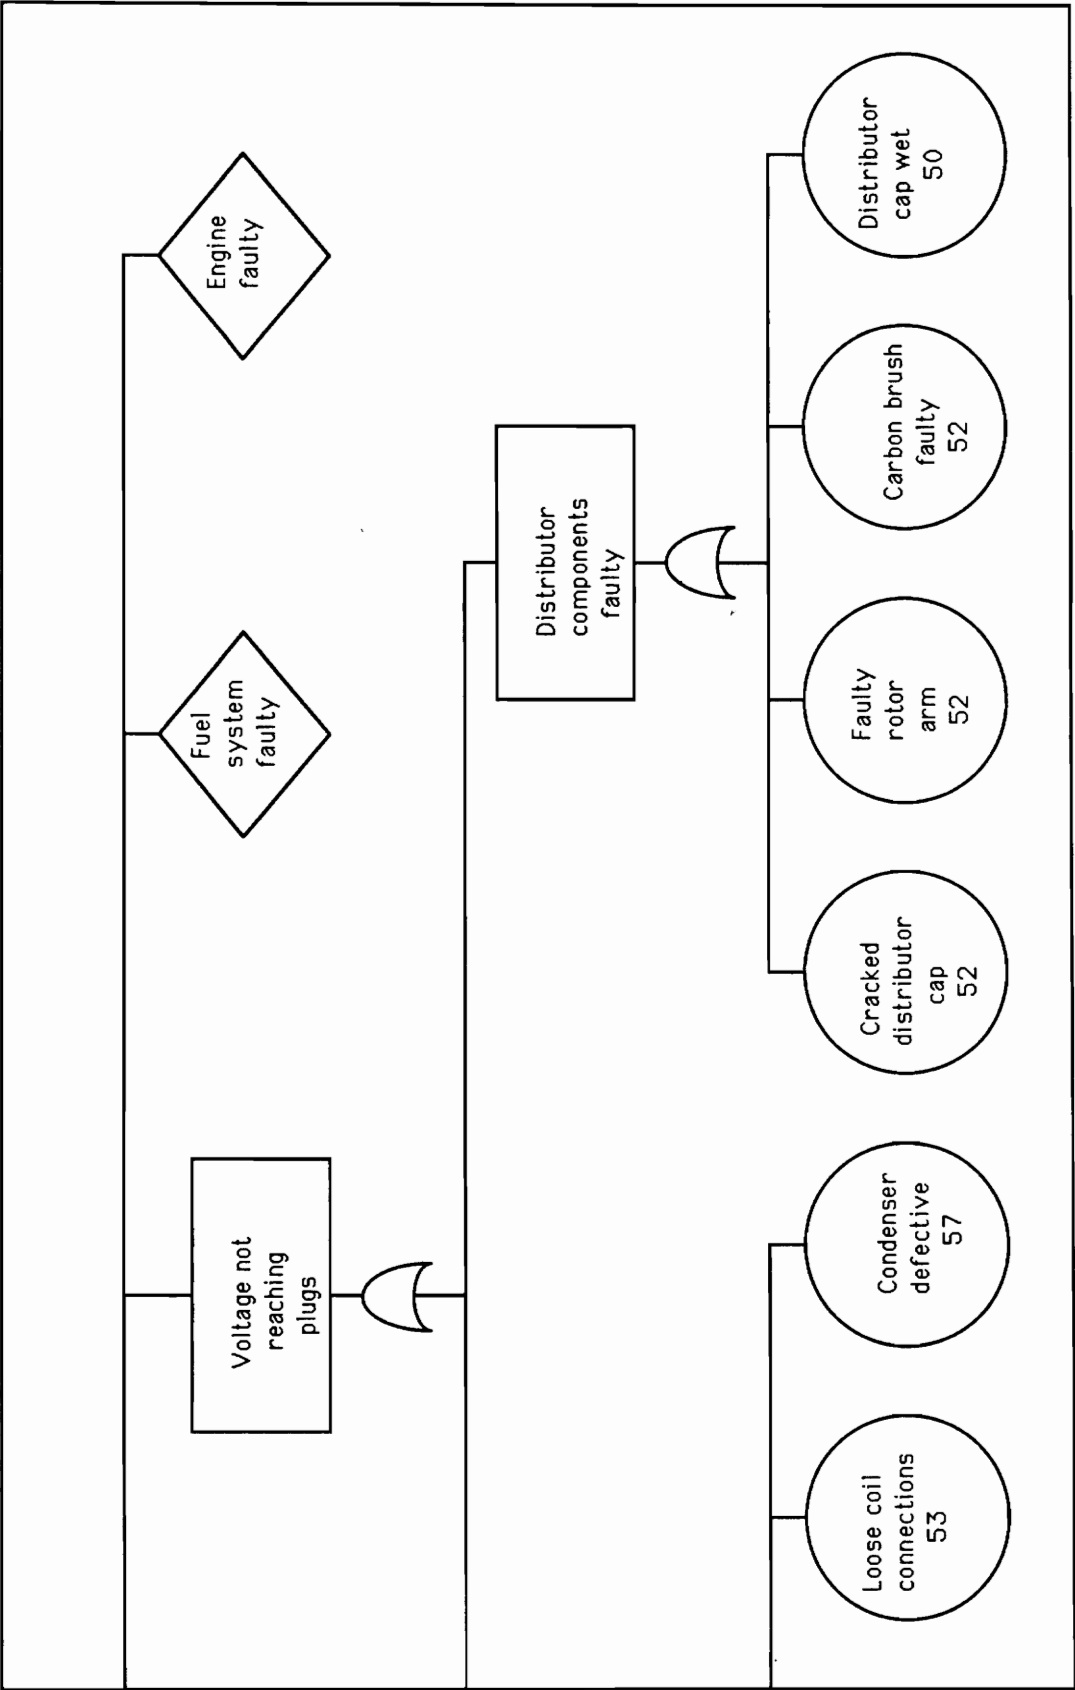 Voltage not
reaching
plugs
Fuel
system
faulty
Engine
faulty
Distributor
components
faulty
Loose coil
connections
53
Condenser
defective
57
Cracked
distributor
cap
52
Faulty
rotor
arm
52
Carbon brush
faulty
52
Distributor
cap wet
50